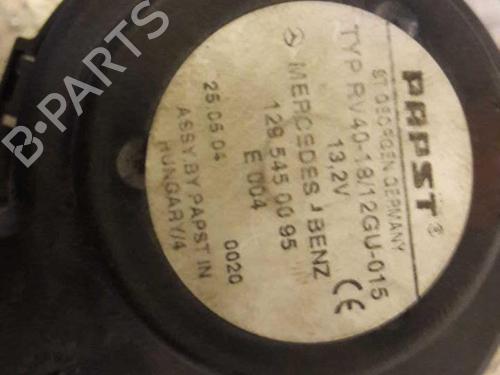 PAPST®
ST. GEORGEN, GERMANY
TYP RV40-18/12GU-015
13,2V CE
MERCEDES BENZ
129 545 00 95
E 004
25.05.04 0020
ASSY. BY PAPST IN
HUNGARY/4
B-PARTS